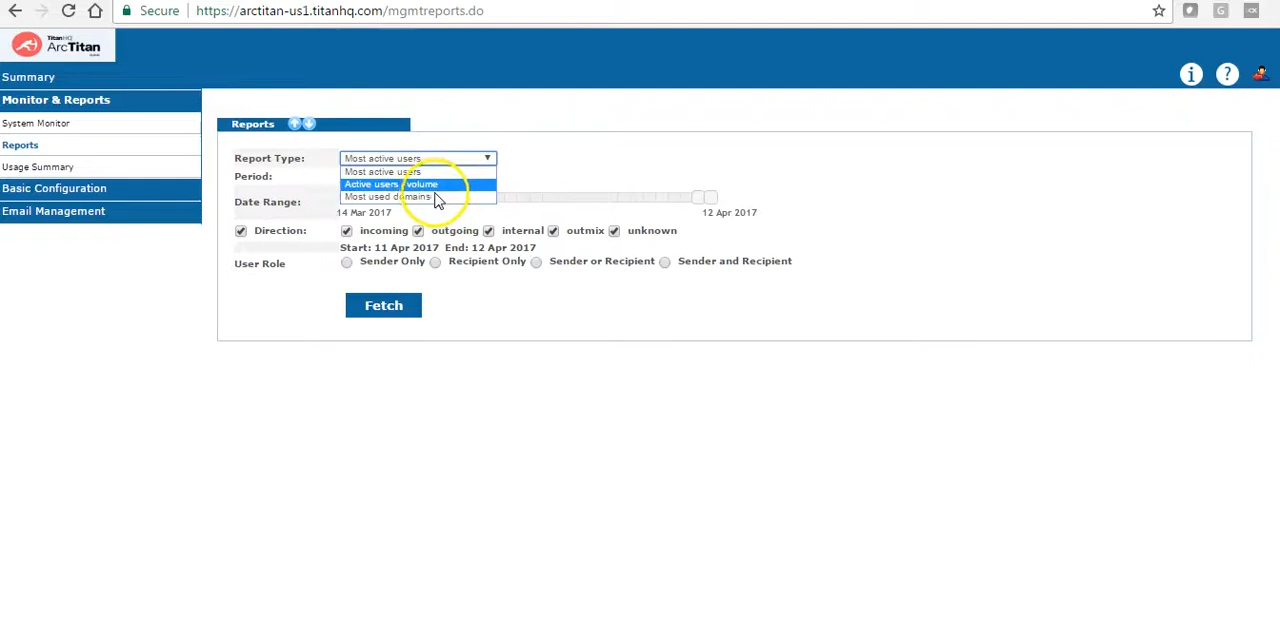 Secure https://arctitan-us1.titanhq.com/mgmtreports.do
TitanHQ
ArcTitan
Summary
Monitor & Reports
System Monitor
Reports
Usage Summary
Basic Configuration
Email Management
Reports
Report Type: Most active users
Most active users
Period:
Active users volume
Most used domains
Date Range:
14 Mar 2017 12 Apr 2017
Direction: incoming outgoing internal outmix unknown
Start: 11 Apr 2017 End: 12 Apr 2017
User Role Sender Only Recipient Only Sender or Recipient Sender and Recipient
Fetch